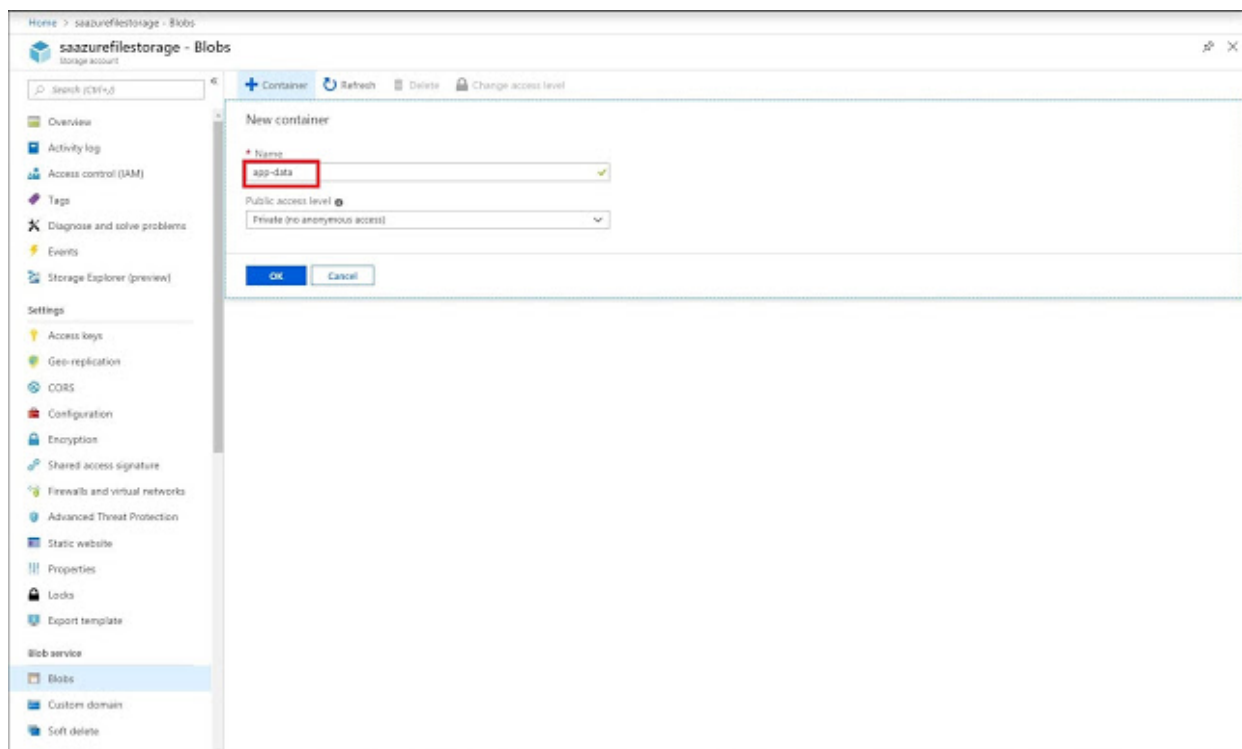 Home > saazurefilestorage - Blobs
saazurefilestorage - Blobs
Storage account
Search (Ctrl+/)
Container Refresh Delete Change access level
Overview
Activity log
Access control (IAM)
Tags
Diagnose and solve problems
Events
Storage Explorer (preview)
Settings
Access keys
Geo-replication
CORS
Configuration
Encryption
Shared access signature
Firewalls and virtual networks
Advanced Threat Protection
Static website
Properties
Locks
Export template
Blob service
Blobs
Custom domain
Soft delete
New container
* Name
app-data
Public access level
Private (no anonymous access)
OK Cancel